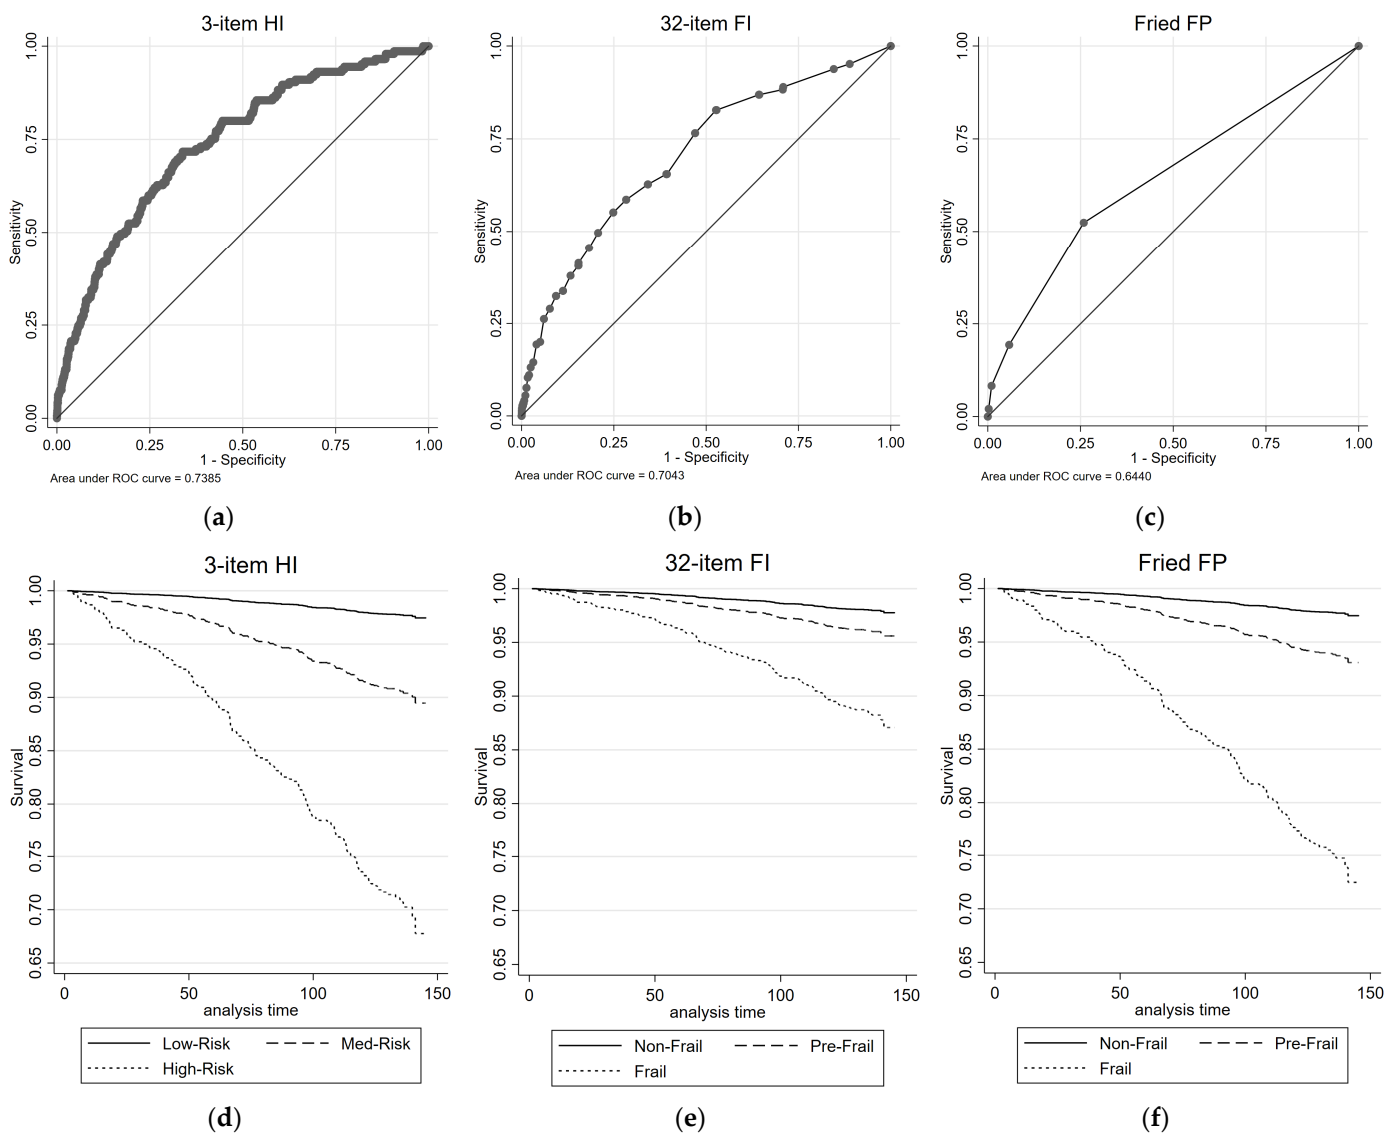 3-item HI
32-item FI
Fried FP
Sensitivity
0.00 0.25 0.50 0.75 1.00
0.00 0.25 0.50 0.75 1.00
1 - Specificity
Area under ROC curve = 0.7385
Sensitivity
0.00 0.25 0.50 0.75 1.00
0.00 0.25 0.50 0.75 1.00
1 - Specificity
Area under ROC curve = 0.7043
Sensitivity
0.00 0.25 0.50 0.75 1.00
0.00 0.25 0.50 0.75 1.00
1 - Specificity
Area under ROC curve = 0.6440
(a)
(b)
(c)
3-item HI
32-item FI
Fried FP
Survival
0.65 0.70 0.75 0.80 0.85 0.90 0.95 1.00
0 50 100 150
analysis time
Low-Risk Med-Risk
High-Risk
Survival
0.65 0.70 0.75 0.80 0.85 0.90 0.95 1.00
0 50 100 150
analysis time
Non-Frail Pre-Frail
Frail
Survival
0.65 0.70 0.75 0.80 0.85 0.90 0.95 1.00
0 50 100 150
analysis time
Non-Frail Pre-Frail
Frail
(d)
(e)
(f)